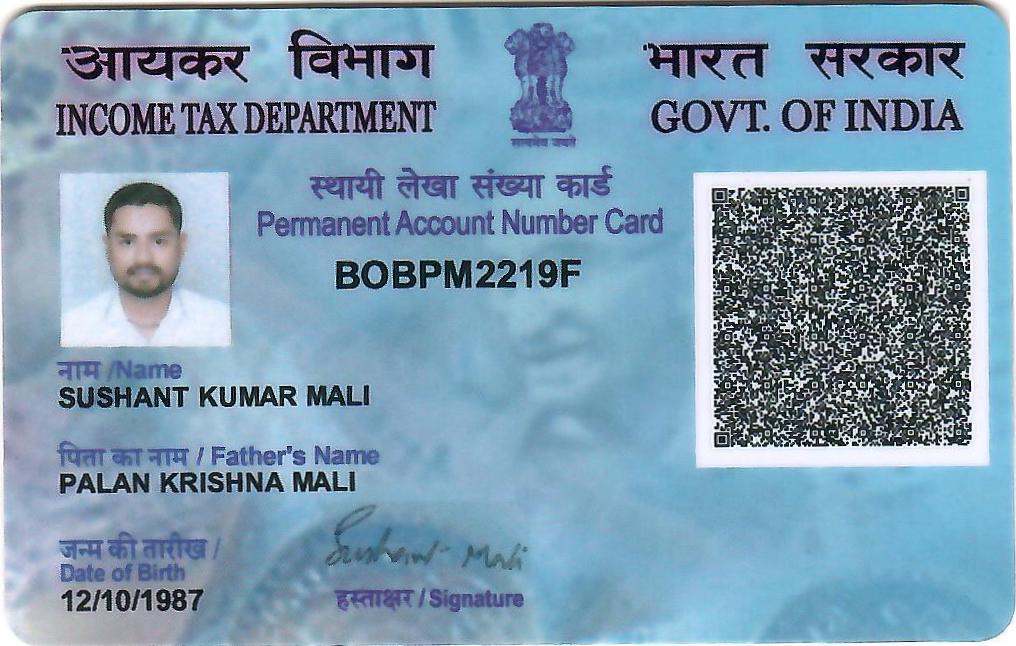 आयकर विभाग
INCOME TAX DEPARTMENT
सत्यमेव जयते
भारत सरकार
GOVT. OF INDIA
स्थायी लेखा संख्या कार्ड
Permanent Account Number Card
BOBPM2219F
नाम /Name
SUSHANT KUMAR MALI
पिता का नाम / Father's Name
PALAN KRISHNA MALI
जन्म की तारीख /
Date of Birth
12/10/1987
Sushant Mali
हस्ताक्षर / Signature